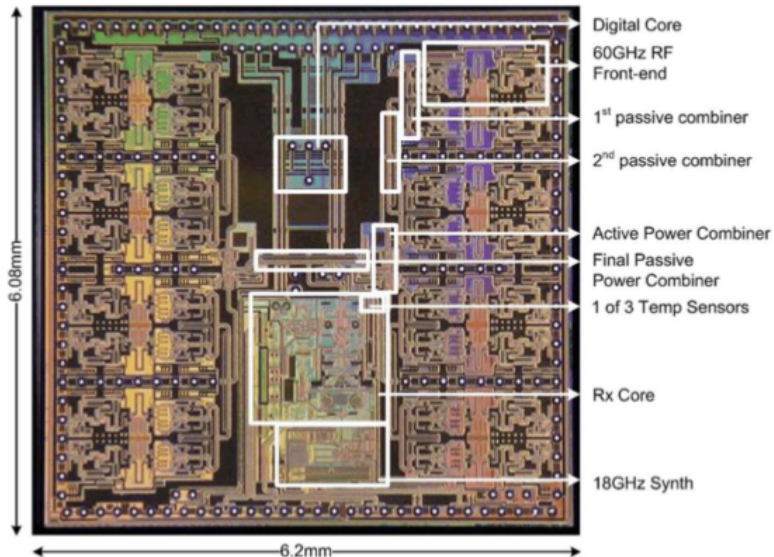 Digital Core
60GHz RF
Front-end
1st passive combiner
2nd passive combiner
Active Power Combiner
Final Passive
Power Combiner
1 of 3 Temp Sensors
Rx Core
18GHz Synth
6.08mm
6.2mm